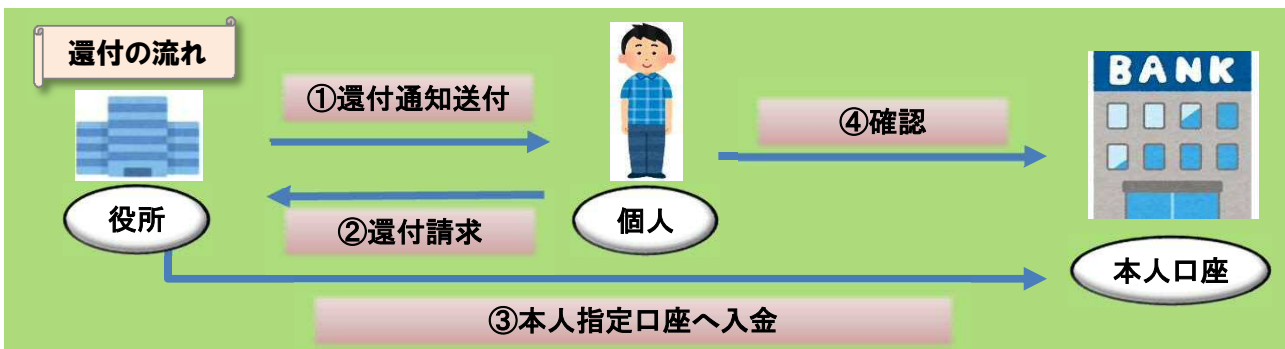 還付の流れ
①還付通知送付
④確認
BANK
役所
②還付請求
個人
本人口座
③本人指定口座へ入金